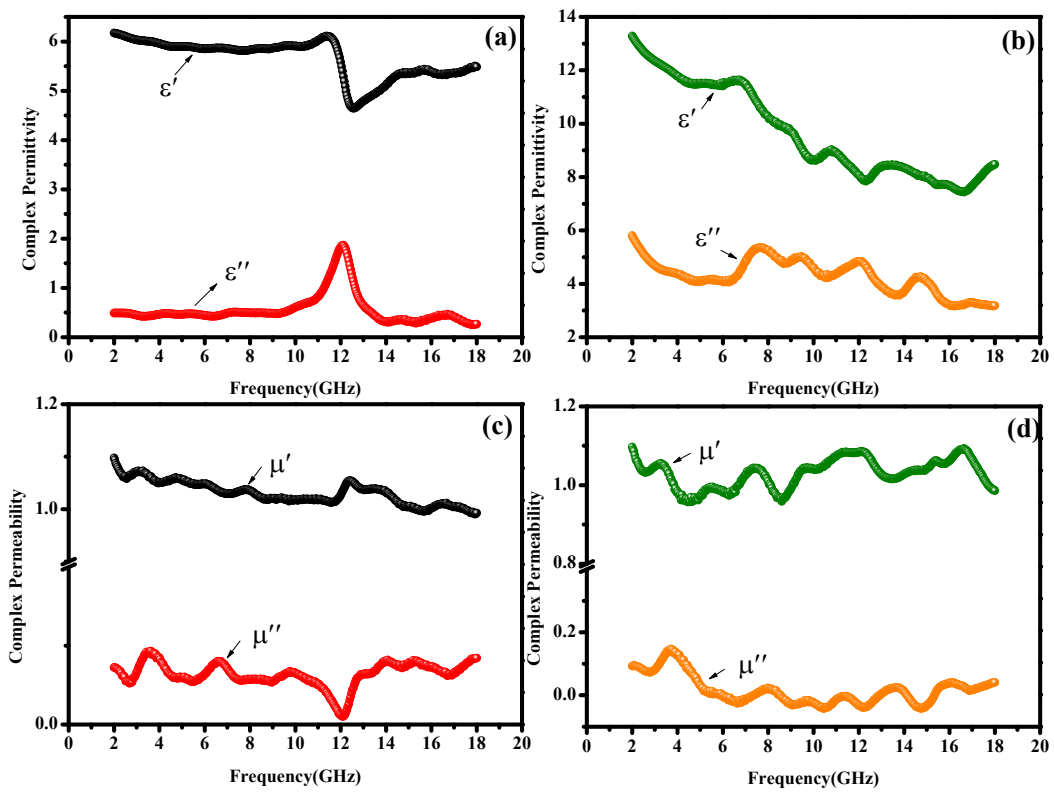 (a)
Complex Permittvity
6
5
4
3
2
1
0
ε′
ε′′
0 2 4 6 8 10 12 14 16 18 20
Frequency(GHz)
(b)
Complex Permittivity
14
12
10
8
6
4
2
ε′
ε′′
0 2 4 6 8 10 12 14 16 18 20
Frequency(GHz)
(c)
Complex Permeability
1.2
1.0
0.0
μ′
μ′′
0 2 4 6 8 10 12 14 16 18 20
Frequency(GHz)
(d)
Complex Permeability
1.2
1.0
0.8
0.2
0.0
μ′
μ′′
0 2 4 6 8 10 12 14 16 18 20
Frequency(GHz)